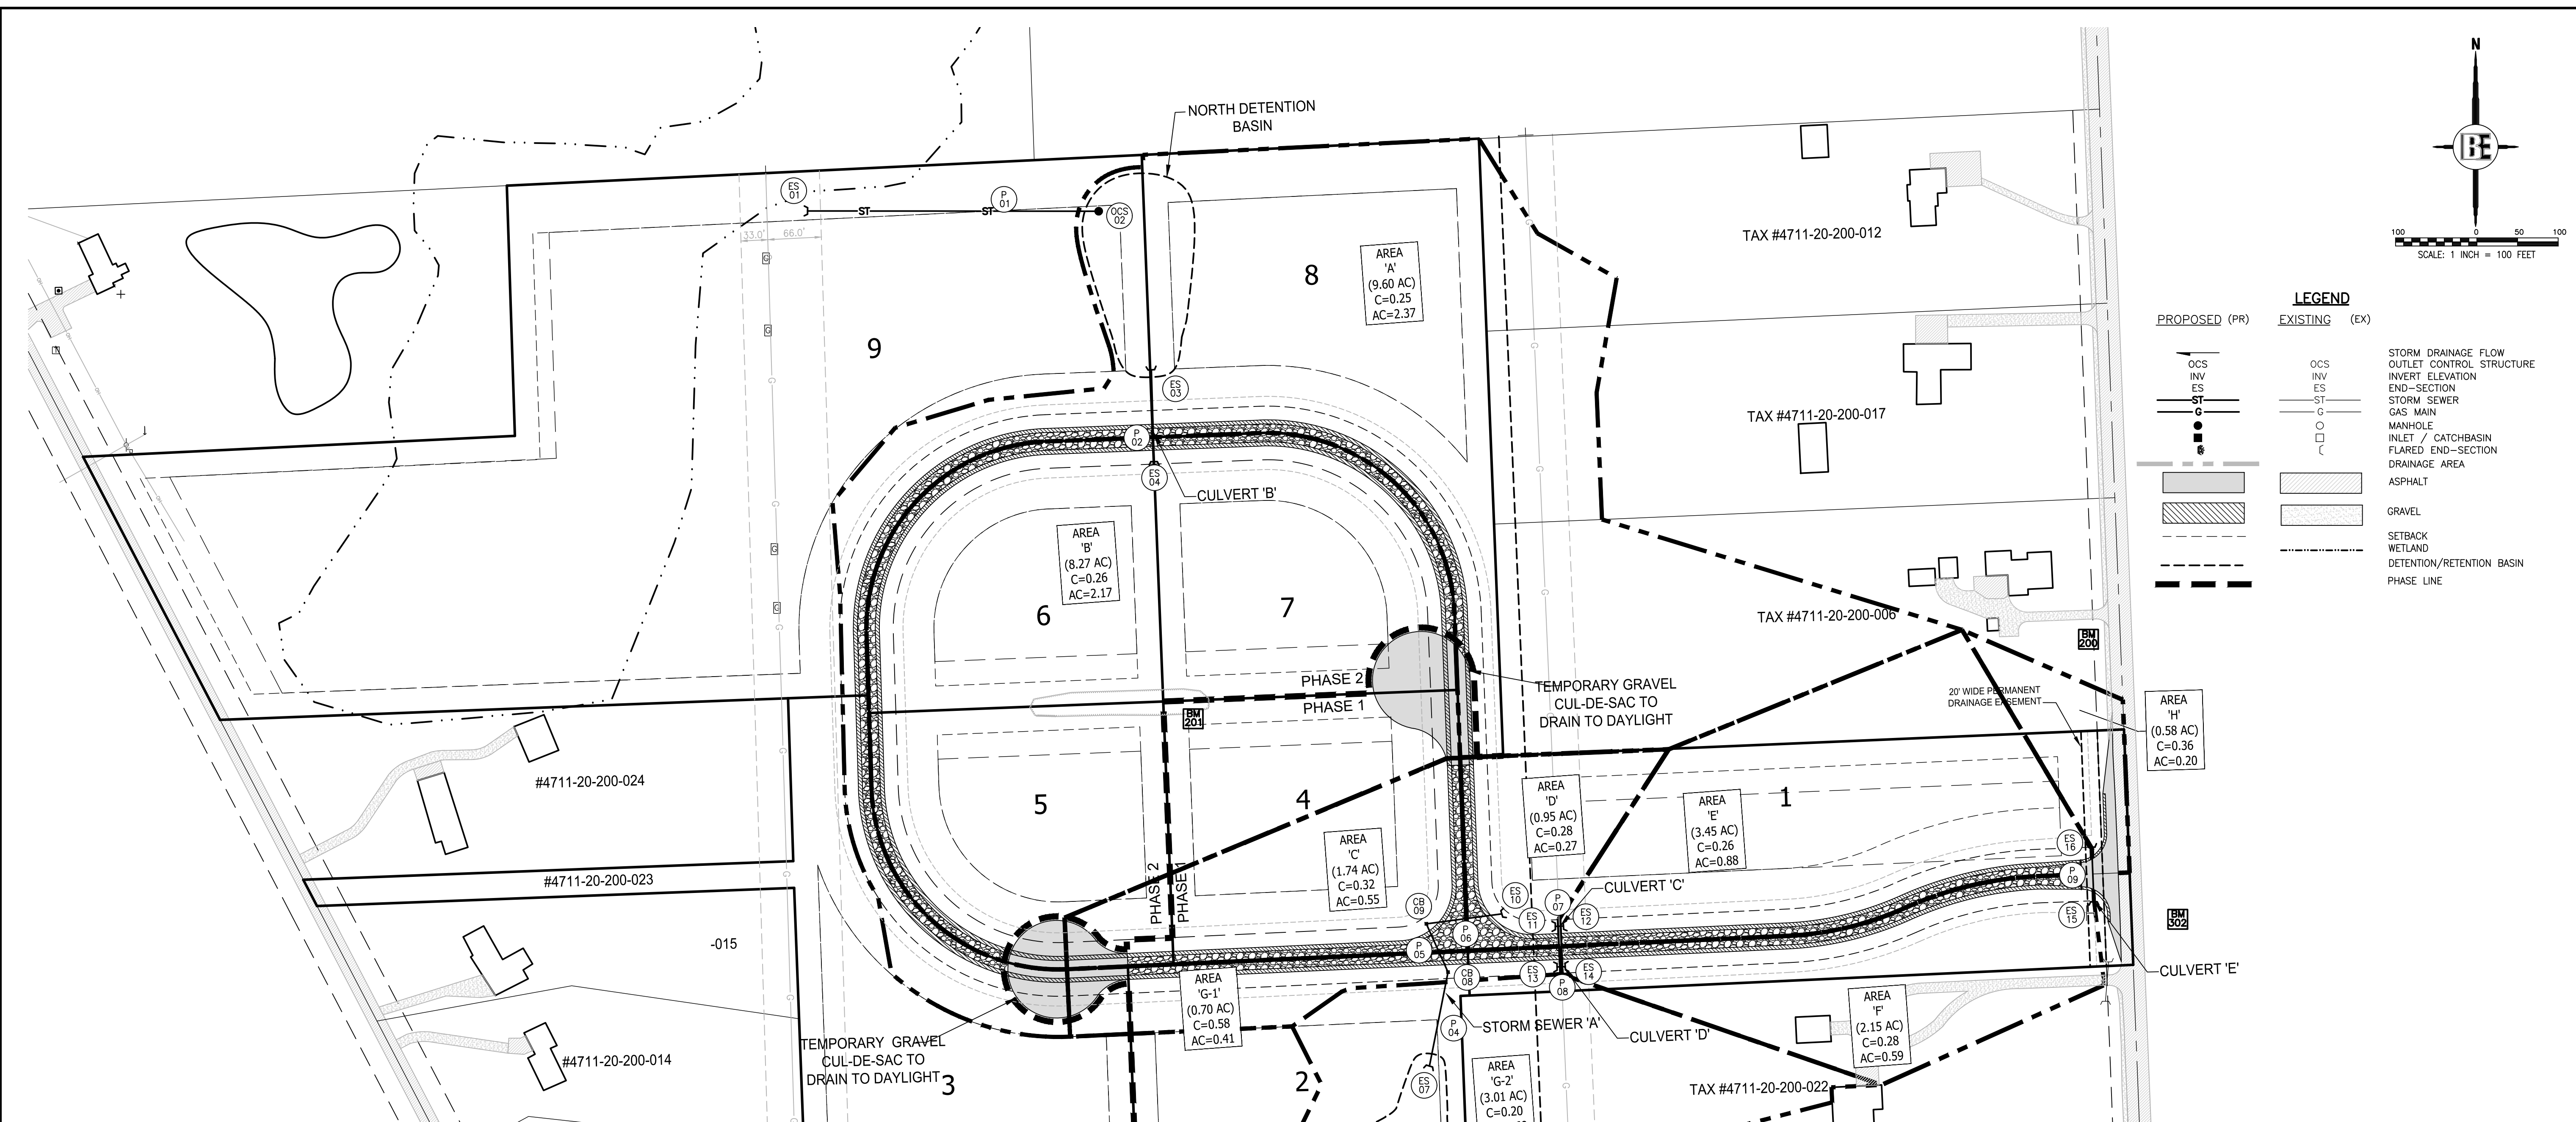 NORTH DETENTION
BASIN
ES
01
P
01
OCS
02
ST
ST
33.0'
66.0'
G
G
G
G
9
8
AREA
'A'
(9.60 AC)
C=0.25
AC=2.37
ES
03
P
02
ES
04
CULVERT 'B'
AREA
'B'
(8.27 AC)
C=0.26
AC=2.17
6
7
PHASE 2
PHASE 1
BM
201
TEMPORARY GRAVEL
CUL-DE-SAC TO
DRAIN TO DAYLIGHT
5
4
PHASE 2
PHASE 1
AREA
'C'
(1.74 AC)
C=0.32
AC=0.55
AREA
'D'
(0.95 AC)
C=0.28
AC=0.27
AREA
'E'
(3.45 AC)
C=0.26
AC=0.88
1
20' WIDE PERMANENT
DRAINAGE EASEMENT
AREA
'H'
(0.58 AC)
C=0.36
AC=0.20
BM
200
BM
302
TAX #4711-20-200-012
TAX #4711-20-200-017
TAX #4711-20-200-006
#4711-20-200-024
#4711-20-200-023
-015
#4711-20-200-014
CB
09
ES
10
ES
11
P
07
ES
12
CULVERT 'C'
P
06
P
05
CB
08
ES
13
ES
14
P
08
ES
16
P
09
ES
15
CULVERT 'E'
CULVERT 'D'
P
04
STORM SEWER 'A'
ES
07
AREA
'G-1'
(0.70 AC)
C=0.58
AC=0.41
AREA
'G-2'
(3.01 AC)
C=0.20
AREA
'F'
(2.15 AC)
C=0.28
AC=0.59
TAX #4711-20-200-022
TEMPORARY GRAVEL
CUL-DE-SAC TO
DRAIN TO DAYLIGHT
3
2
N
BE
100 0 50 100
SCALE: 1 INCH = 100 FEET
LEGEND
PROPOSED (PR) EXISTING (EX)
STORM DRAINAGE FLOW
OCS OCS OUTLET CONTROL STRUCTURE
INV INV INVERT ELEVATION
ES ES END-SECTION
ST ST STORM SEWER
G G GAS MAIN
MANHOLE
INLET / CATCHBASIN
FLARED END-SECTION
DRAINAGE AREA
ASPHALT
GRAVEL
SETBACK
WETLAND
DETENTION/RETENTION BASIN
PHASE LINE